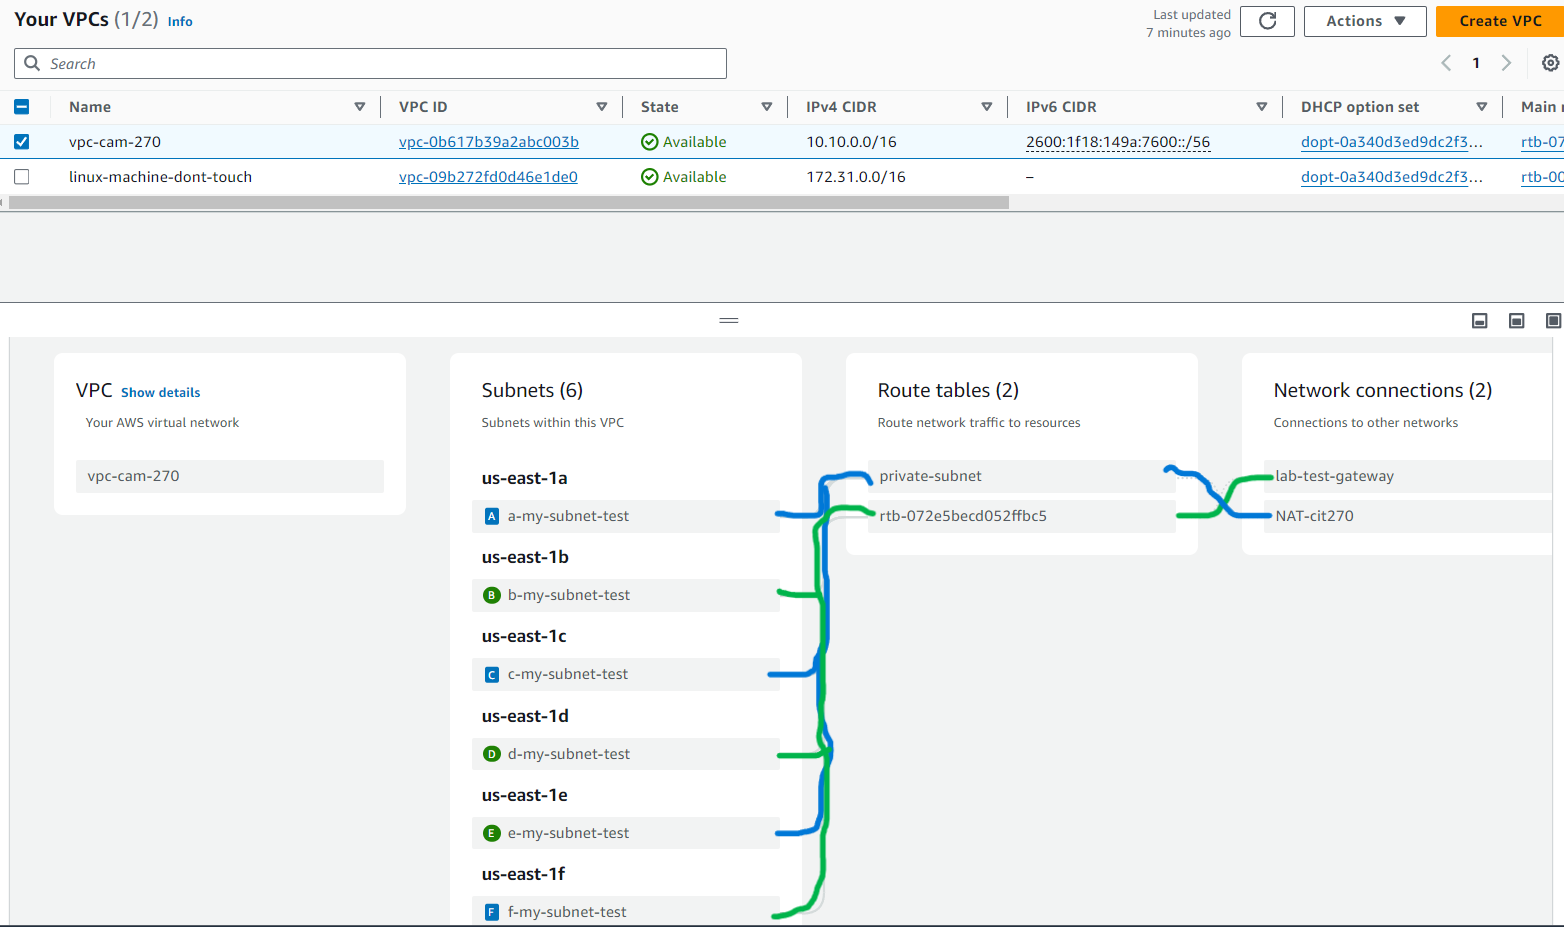 Your VPCs (1/2) Info
Last updated
7 minutes ago
Actions
Create VPC
Search
1
Name VPC ID State IPv4 CIDR IPv6 CIDR DHCP option set Main r
vpc-cam-270 vpc-0b617b39a2abc003b Available 10.10.0.0/16 2600:1f18:149a:7600::/56 dopt-0a340d3ed9dc2f3... rtb-07
linux-machine-dont-touch vpc-09b272fd0d46e1de0 Available 172.31.0.0/16 – dopt-0a340d3ed9dc2f3... rtb-00
VPC Show details
Your AWS virtual network
vpc-cam-270
Subnets (6)
Subnets within this VPC
us-east-1a
A a-my-subnet-test
us-east-1b
B b-my-subnet-test
us-east-1c
C c-my-subnet-test
us-east-1d
D d-my-subnet-test
us-east-1e
E e-my-subnet-test
us-east-1f
F f-my-subnet-test
Route tables (2)
Route network traffic to resources
private-subnet
rtb-072e5becd052ffbc5
Network connections (2)
Connections to other networks
lab-test-gateway
NAT-cit270